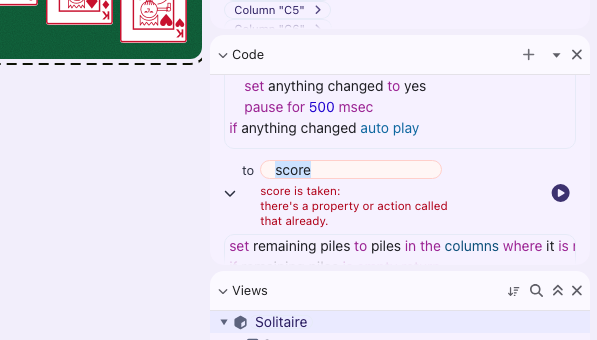 Column "C5"
Code
set anything changed to yes
pause for 500 msec
if anything changed auto play
to score
score is taken:
there's a property or action called
that already.
set remaining piles to piles in the columns where it is
Views
Solitaire
K
K
K